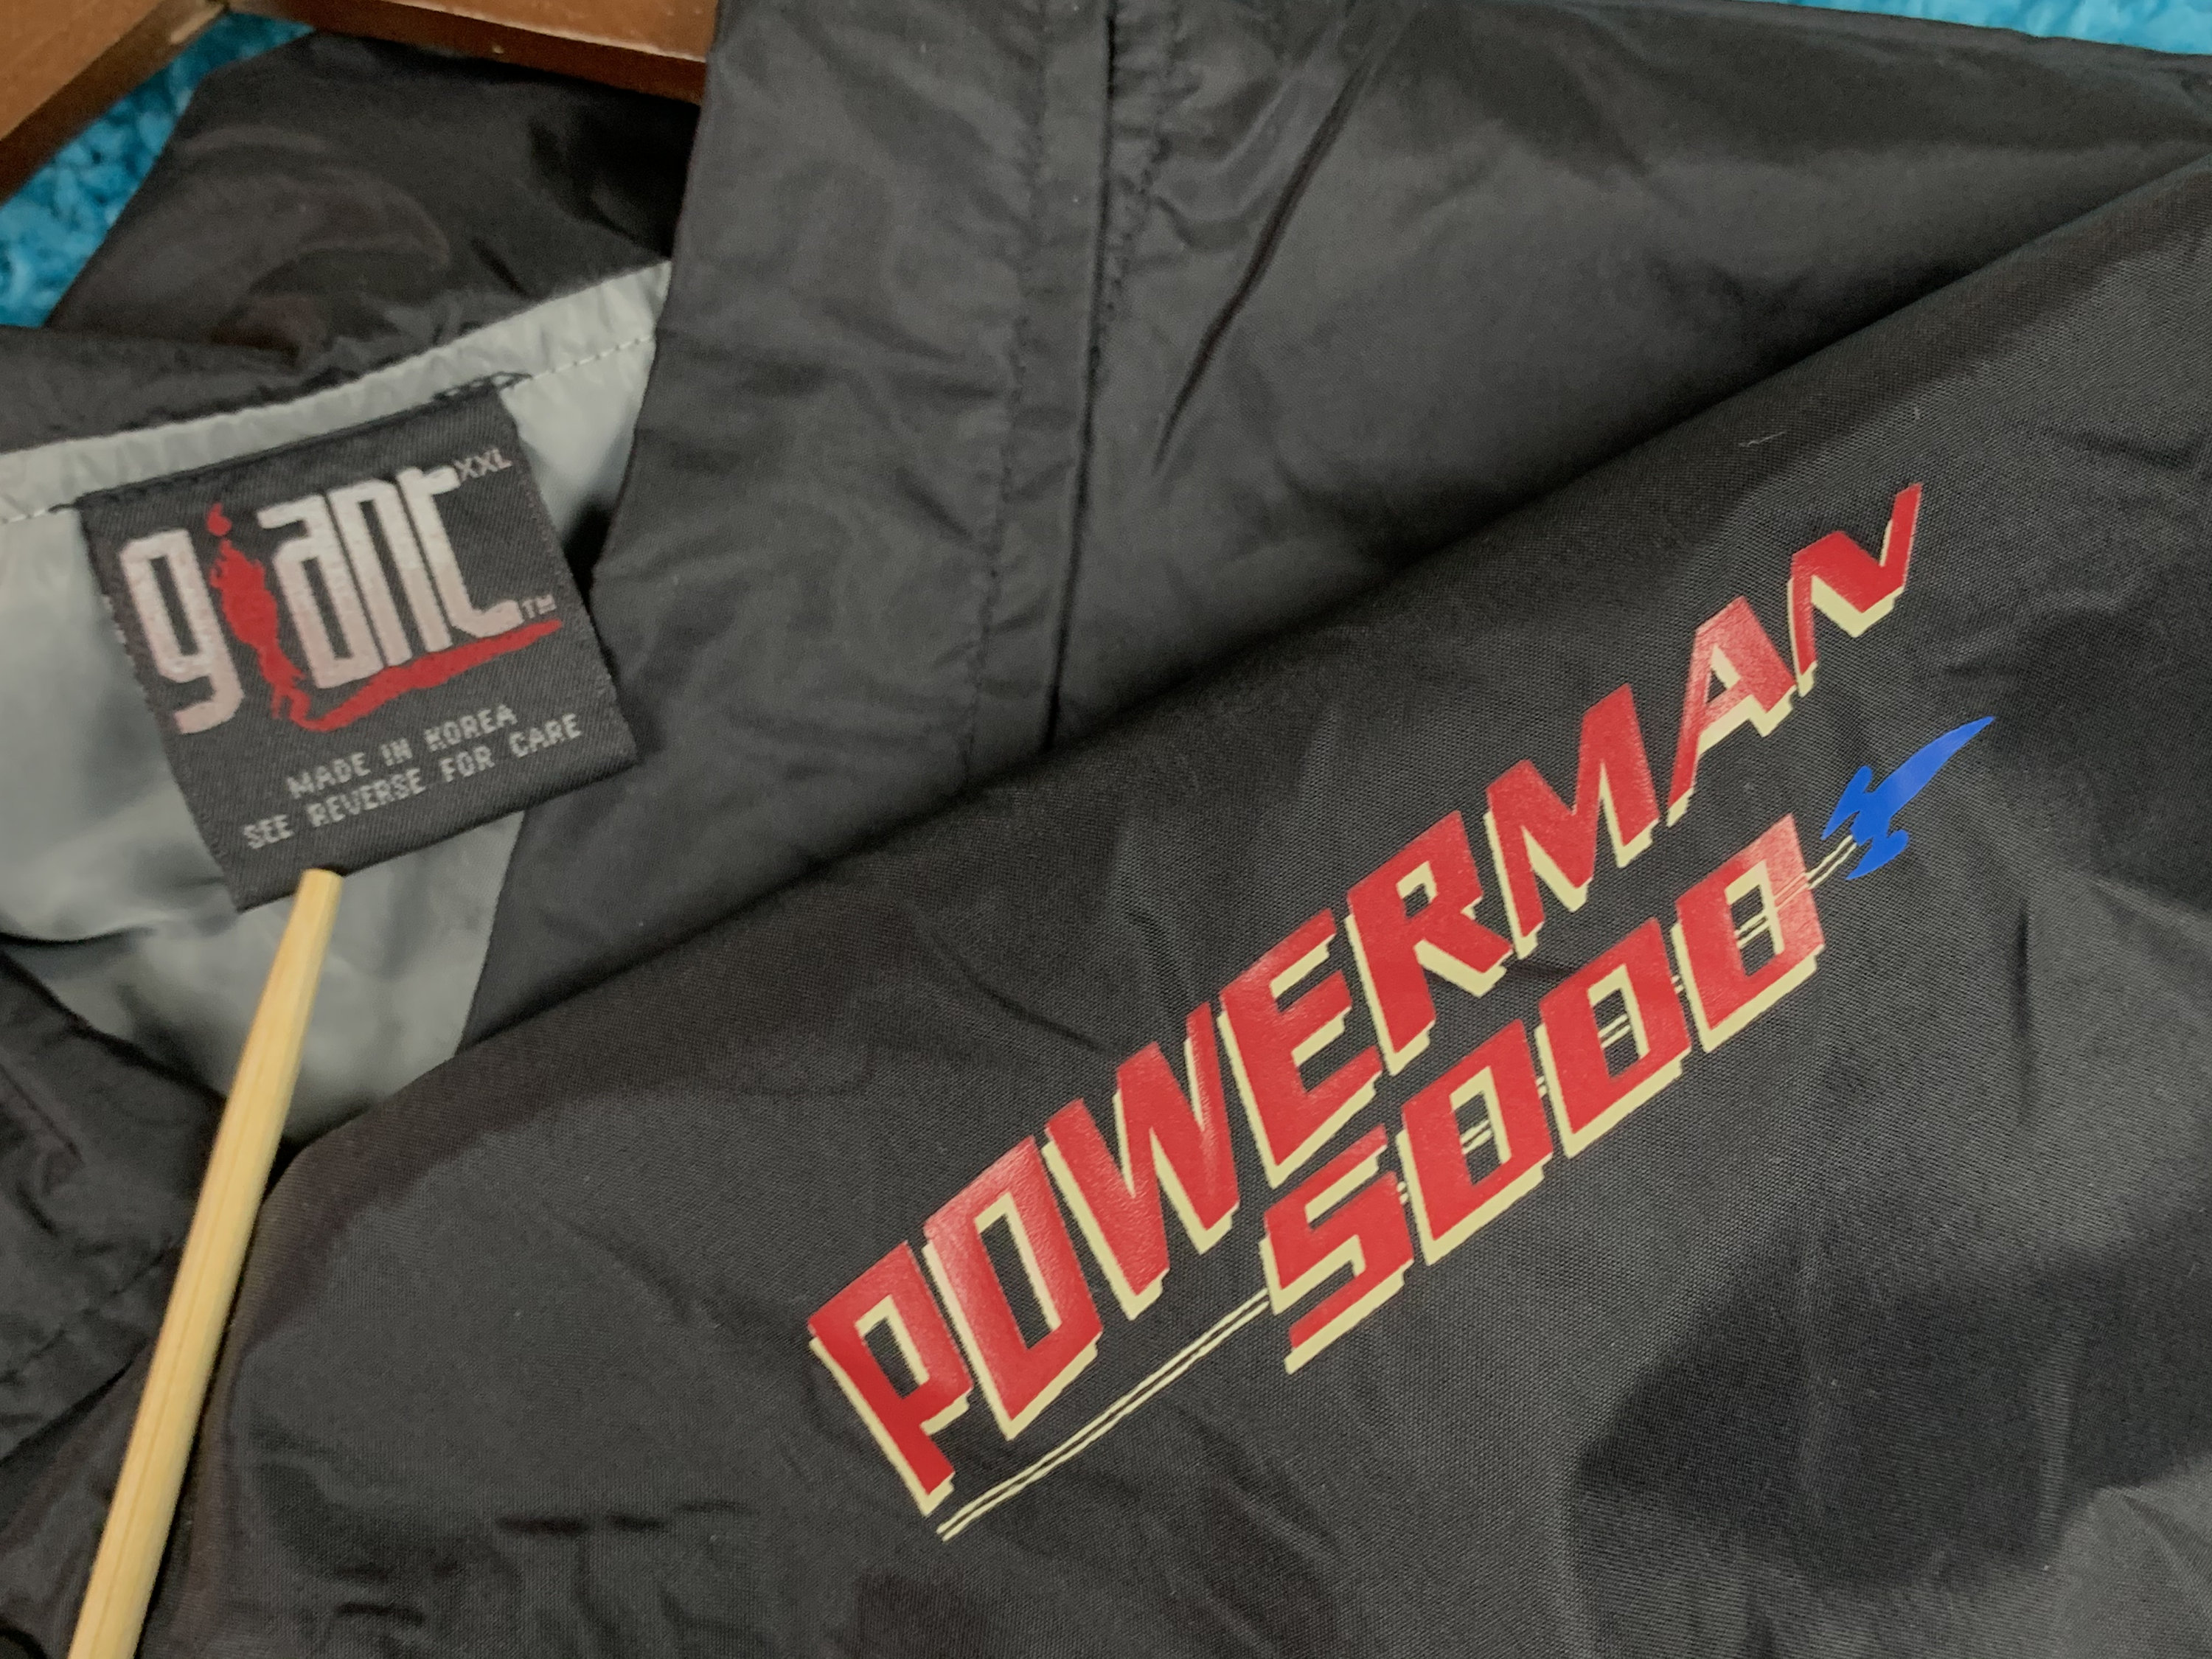 giant XXL
TM
MADE IN KOREA
SEE REVERSE FOR CARE
POWERMAN
5000